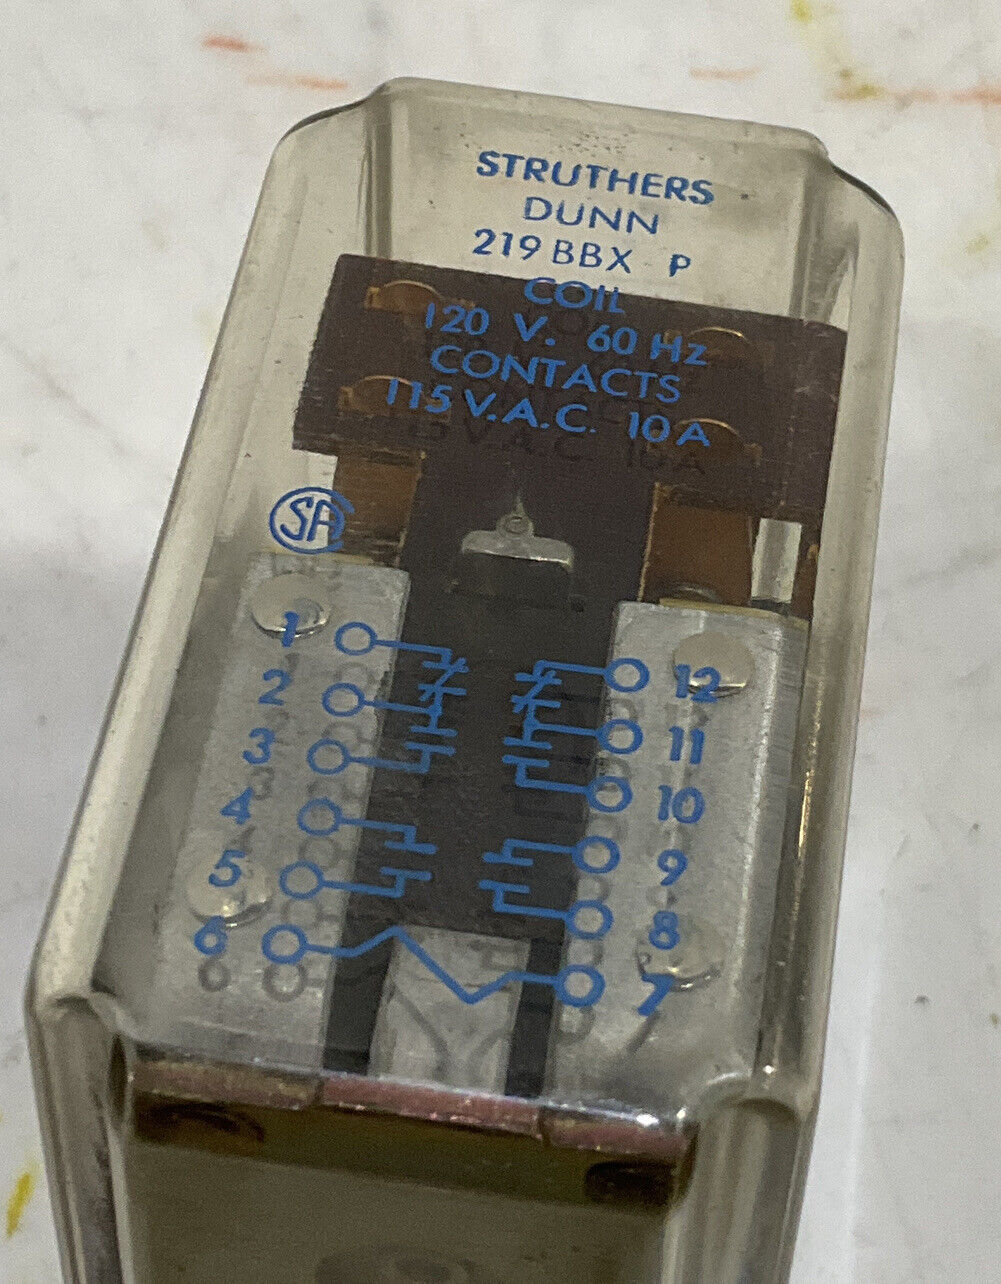 STRUTHERS
DUNN
219 BBX P
COIL
120 V. 60 Hz
CONTACTS
115 V.A.C. 10 A
SA
1 12
2 11
3 10
4 9
5 8
6 7